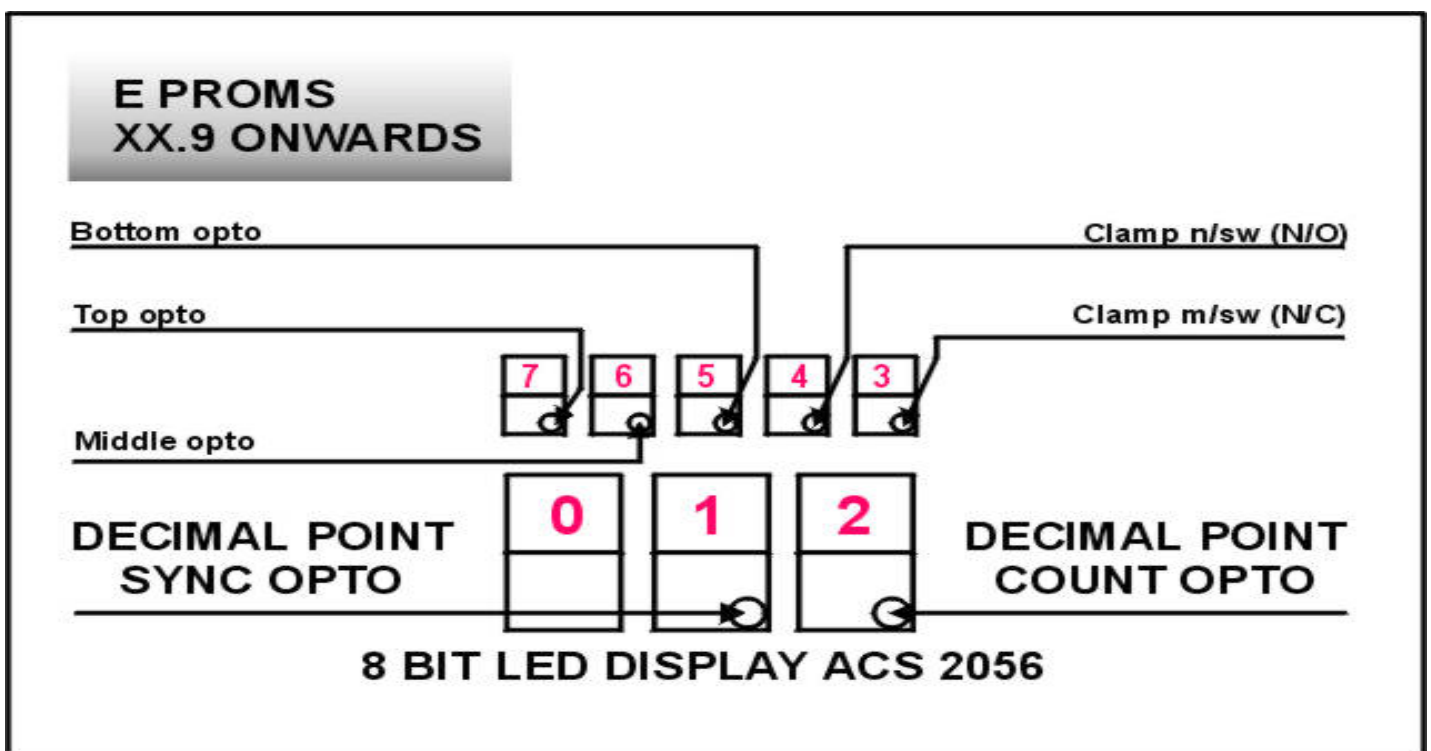 E PROMS
XX.9 ONWARDS
Bottom opto
Clamp n/sw (N/O)
Top opto
Clamp m/sw (N/C)
7 6 5 4 3
Middle opto
0 1 2
DECIMAL POINT
SYNC OPTO
DECIMAL POINT
COUNT OPTO
8 BIT LED DISPLAY ACS 2056